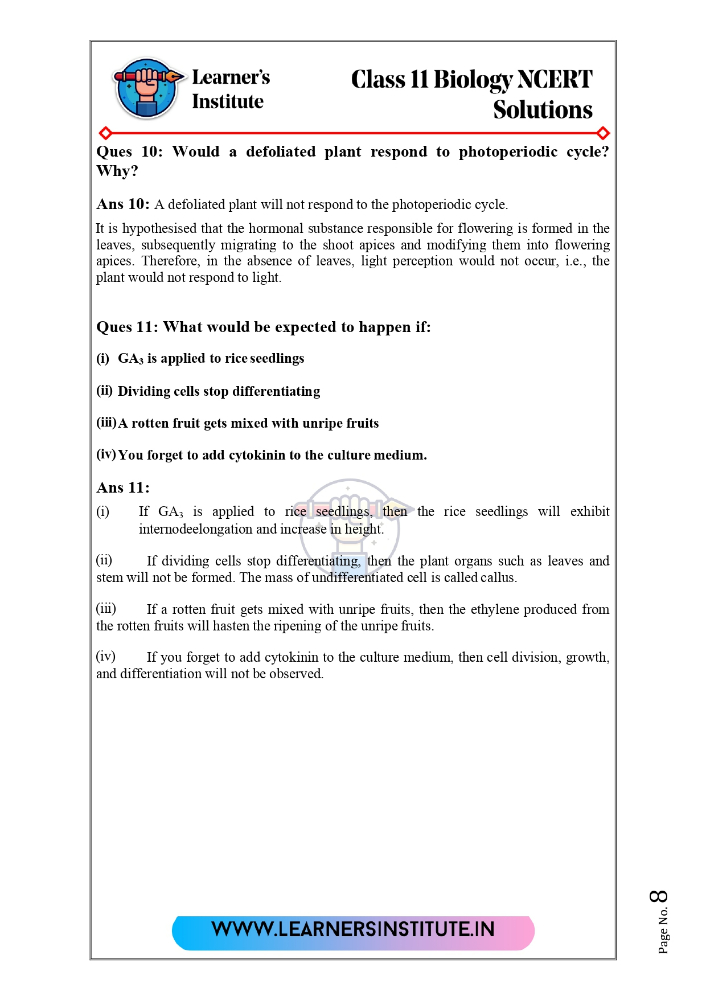 Learner's
Institute
Class 11 Biology NCERT
Solutions
Ques 10: Would a defoliated plant respond to photoperiodic cycle?
Why?
Ans 10: A defoliated plant will not respond to the photoperiodic cycle.
It is hypothesised that the hormonal substance responsible for flowering is formed in the
leaves, subsequently migrating to the shoot apices and modifying them into flowering
apices. Therefore, in the absence of leaves, light perception would not occur, i.e., the
plant would not respond to light.
Ques 11: What would be expected to happen if:
(i) GA₃ is applied to rice seedlings
(ii) Dividing cells stop differentiating
(iii) A rotten fruit gets mixed with unripe fruits
(iv) You forget to add cytokinin to the culture medium.
Ans 11:
(i) If GA₃ is applied to rice seedlings, then the rice seedlings will exhibit
internodeelongation and increase in height.
(ii) If dividing cells stop differentiating, then the plant organs such as leaves and
stem will not be formed. The mass of undifferentiated cell is called callus.
(iii) If a rotten fruit gets mixed with unripe fruits, then the ethylene produced from
the rotten fruits will hasten the ripening of the unripe fruits.
(iv) If you forget to add cytokinin to the culture medium, then cell division, growth,
and differentiation will not be observed.
WWW.LEARNERSINSTITUTE.IN
Page No. 8